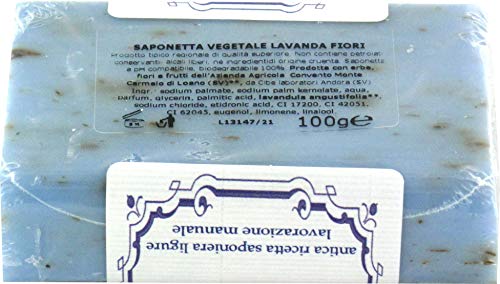 SAPONETTA VEGETALE LAVANDA FIORI
Prodotto tipico regionale di qualità superiore. Non contiene petrolati
conservanti, alcali liberi, né ingredienti di origine cruenta. Saponetta
a pH compatibile, biodegradabile 100%. Prodotta con erbe,
fiori e frutti dell'Azienda Agricola Convento Monte
Carmelo di Loano (SV)**, da Cibe laboratori Andora (SV)
Ingr.: sodium palmate, sodium palm kernelate, aqua,
Parfum, glycerin, palmitic acid, lavandula angustifolia**,
sodium chloride, etidronic acid, CI 17200, CI 42051,
CI 62045, eugenol, limonene, linalool
L13147/21 100g e
antica ricetta saponiera ligure
lavorazione manuale